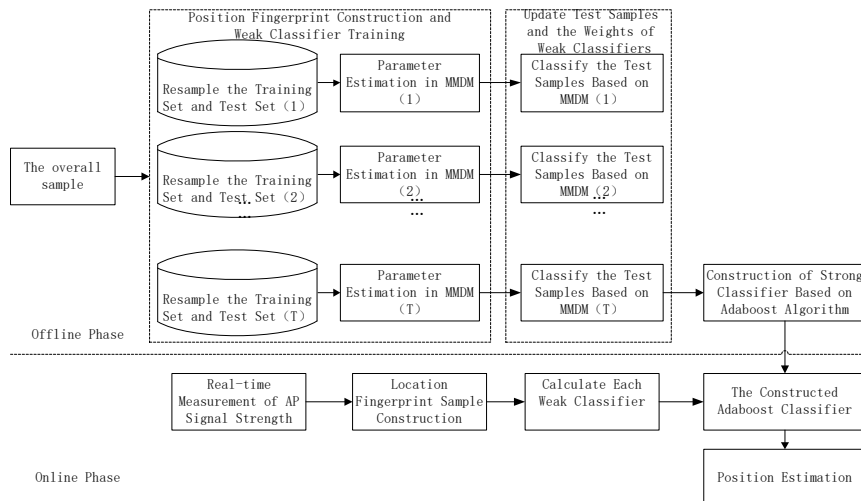 Position Fingerprint Construction and
Weak Classifier Training
Update Test Samples
and the Weights of
Weak Classifiers
Resample the Training
Set and Test Set (1)
Parameter
Estimation in MMDM
(1)
Classify the Test
Samples Based on
MMDM (1)
The overall
sample
Resample the Training
Set and Test Set (2)
...
...
Parameter
Estimation in MMDM
(2)
...
...
Classify the Test
Samples Based on
MMDM (2)
...
...
Resample the Training
Set and Test Set (T)
Parameter
Estimation in MMDM
(T)
Classify the Test
Samples Based on
MMDM (T)
Construction of Strong
Classifier Based on
Adaboost Algorithm
Offline Phase
Real-time
Measurement of AP
Signal Strength
Location
Fingerprint Sample
Construction
Calculate Each
Weak Classifier
The Constructed
Adaboost Classifier
Online Phase
Position Estimation